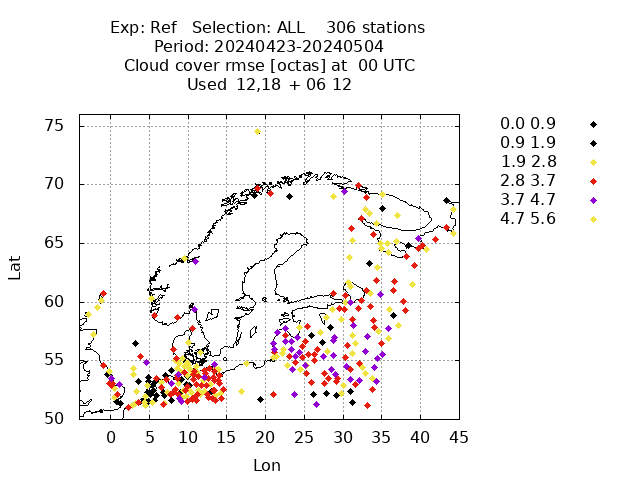 Exp: Ref   Selection: ALL    306 stations
Period: 20240423-20240504
Cloud cover rmse [octas] at  00 UTC
Used  12,18 + 06 12
75
70
65
60
55
50
Lat
0 5 10 15 20 25 30 35 40 45
Lon
0.0 0.9
0.9 1.9
1.9 2.8
2.8 3.7
3.7 4.7
4.7 5.6